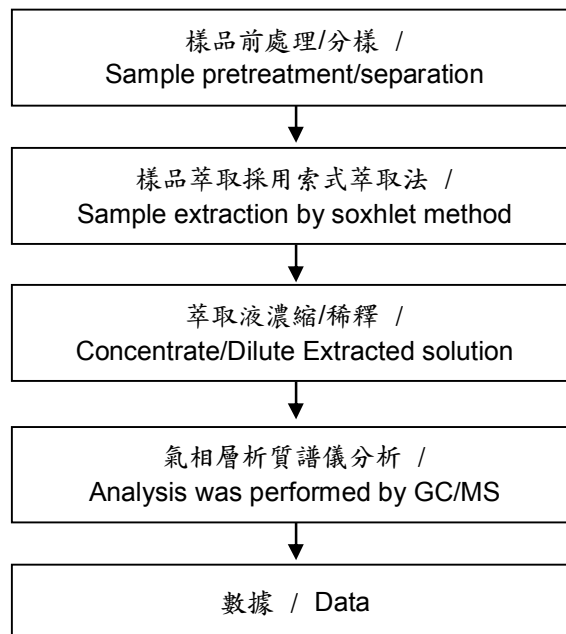 樣品前處理/分樣 /
Sample pretreatment/separation
樣品萃取採用索式萃取法 /
Sample extraction by soxhlet method
萃取液濃縮/稀釋 /
Concentrate/Dilute Extracted solution
氣相層析質譜儀分析 /
Analysis was performed by GC/MS
數據 / Data